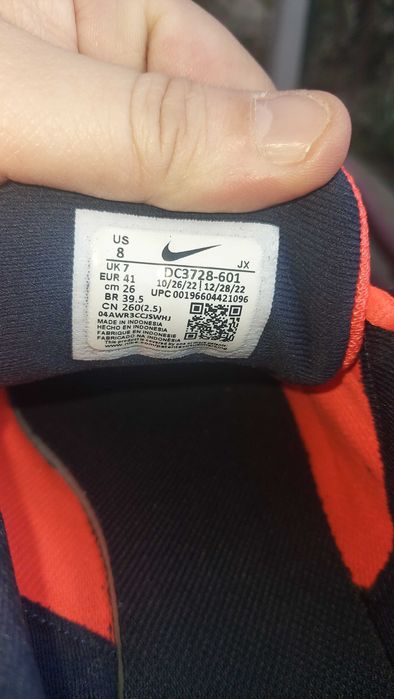 US
8
UK 7
EUR 41
cm 26
BR 39.5
CN 260(2.5)
JX
DC3728-601
10/26/22 | 12/28/22
UPC 00196604421096
04AWR3CCJSWHJ
MADE IN INDONESIA
HECHO EN INDONESIA
FABRIQUE EN INDONESIE
FABRICADO NA INDONESIA